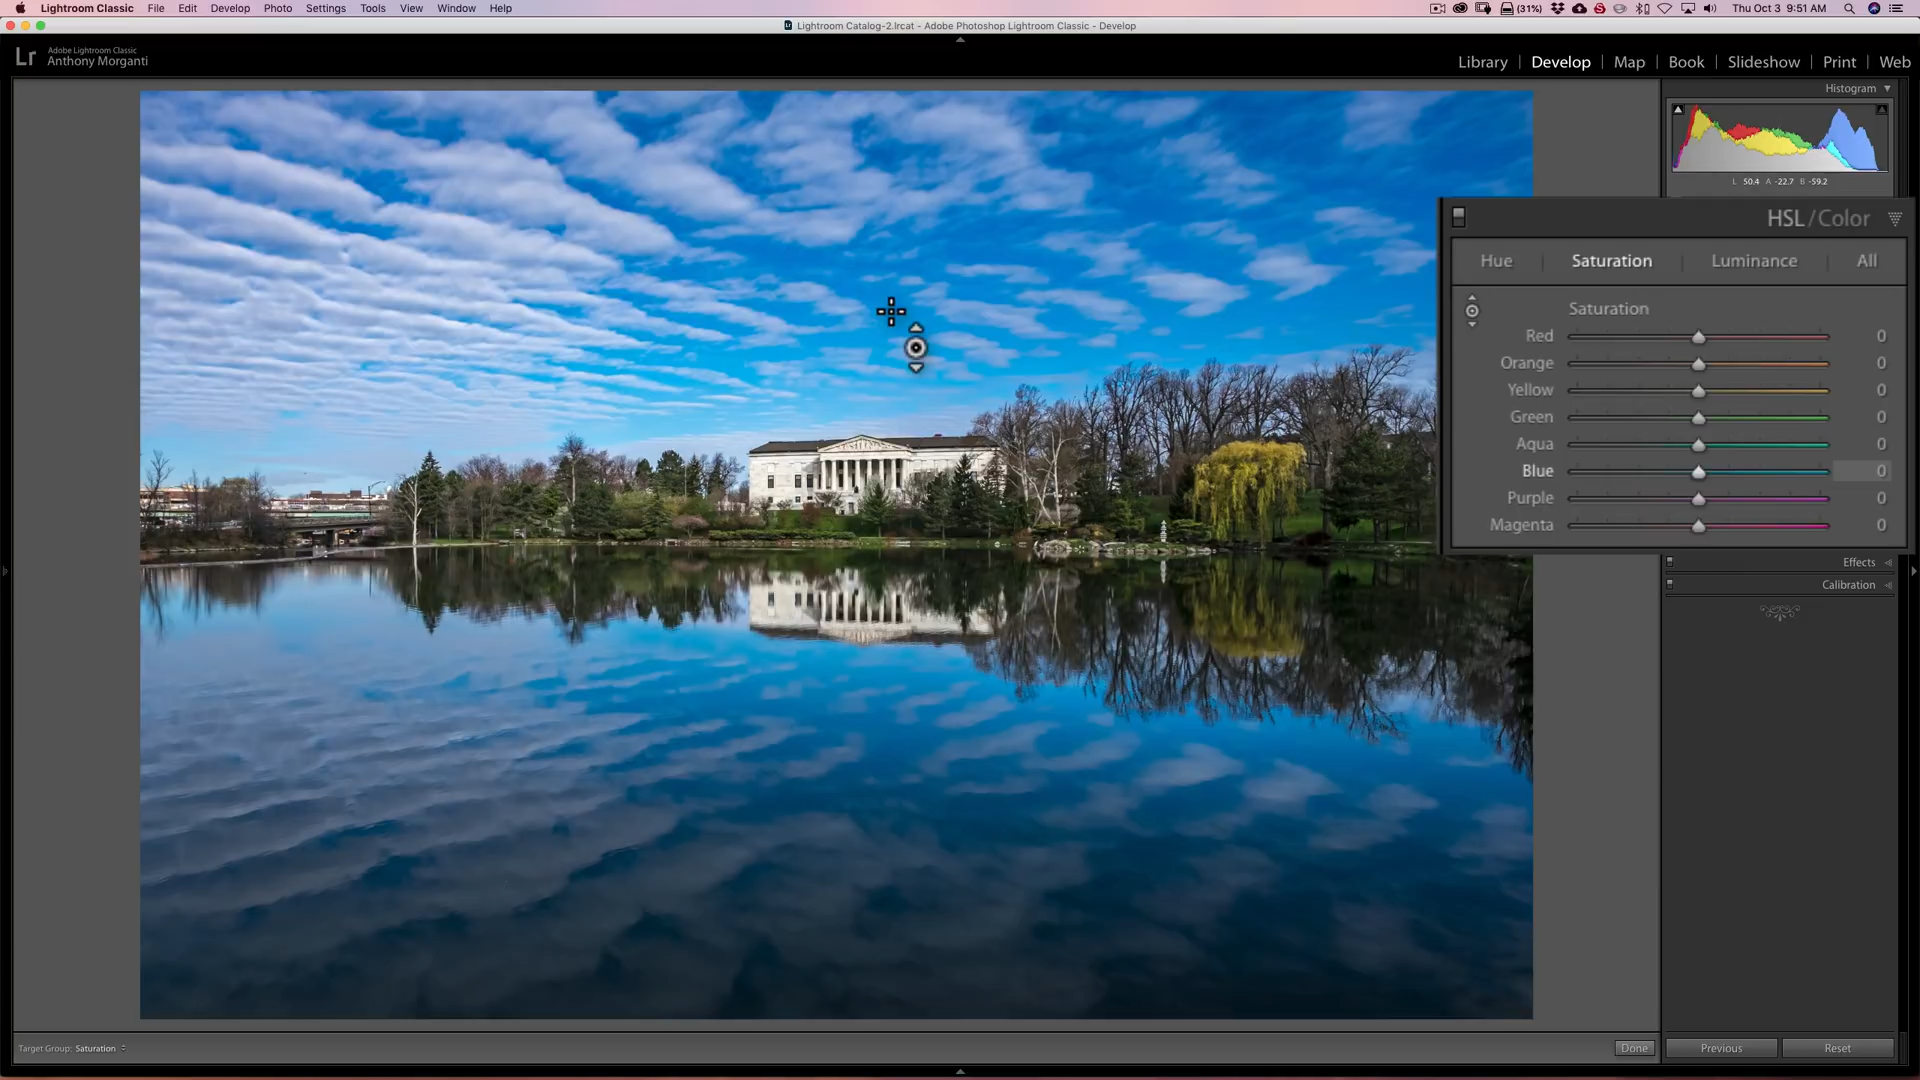 Lightroom Classic File Edit Develop Photo Settings Tools View Window Help (31%) Thu Oct 3 9:51 AM
Lightroom Catalog-2.lrcat - Adobe Photoshop Lightroom Classic - Develop
Lr Adobe Lightroom Classic
Anthony Morganti
Library | Develop | Map | Book | Slideshow | Print | Web
Histogram
L 50.4 A -22.7 B -59.2
HSL / Color
Hue | Saturation | Luminance | All
Saturation
Red 0
Orange 0
Yellow 0
Green 0
Aqua 0
Blue 0
Purple 0
Magenta 0
Effects
Calibration
Target Group: Saturation Done Previous Reset